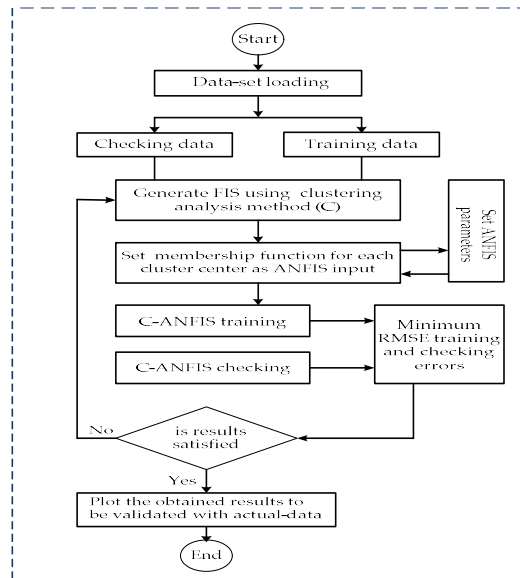 Start
Data-set loading
Checking data
Training data
Generate FIS using clustering
analysis method (C)
Set membership function for each
cluster center as ANFIS input
Set ANFIS
parameters
C-ANFIS training
C-ANFIS checking
Minimum
RMSE training
and checking
errors
No
is results
satisfied
Yes
Plot the obtained results to
be validated with actual-data
End